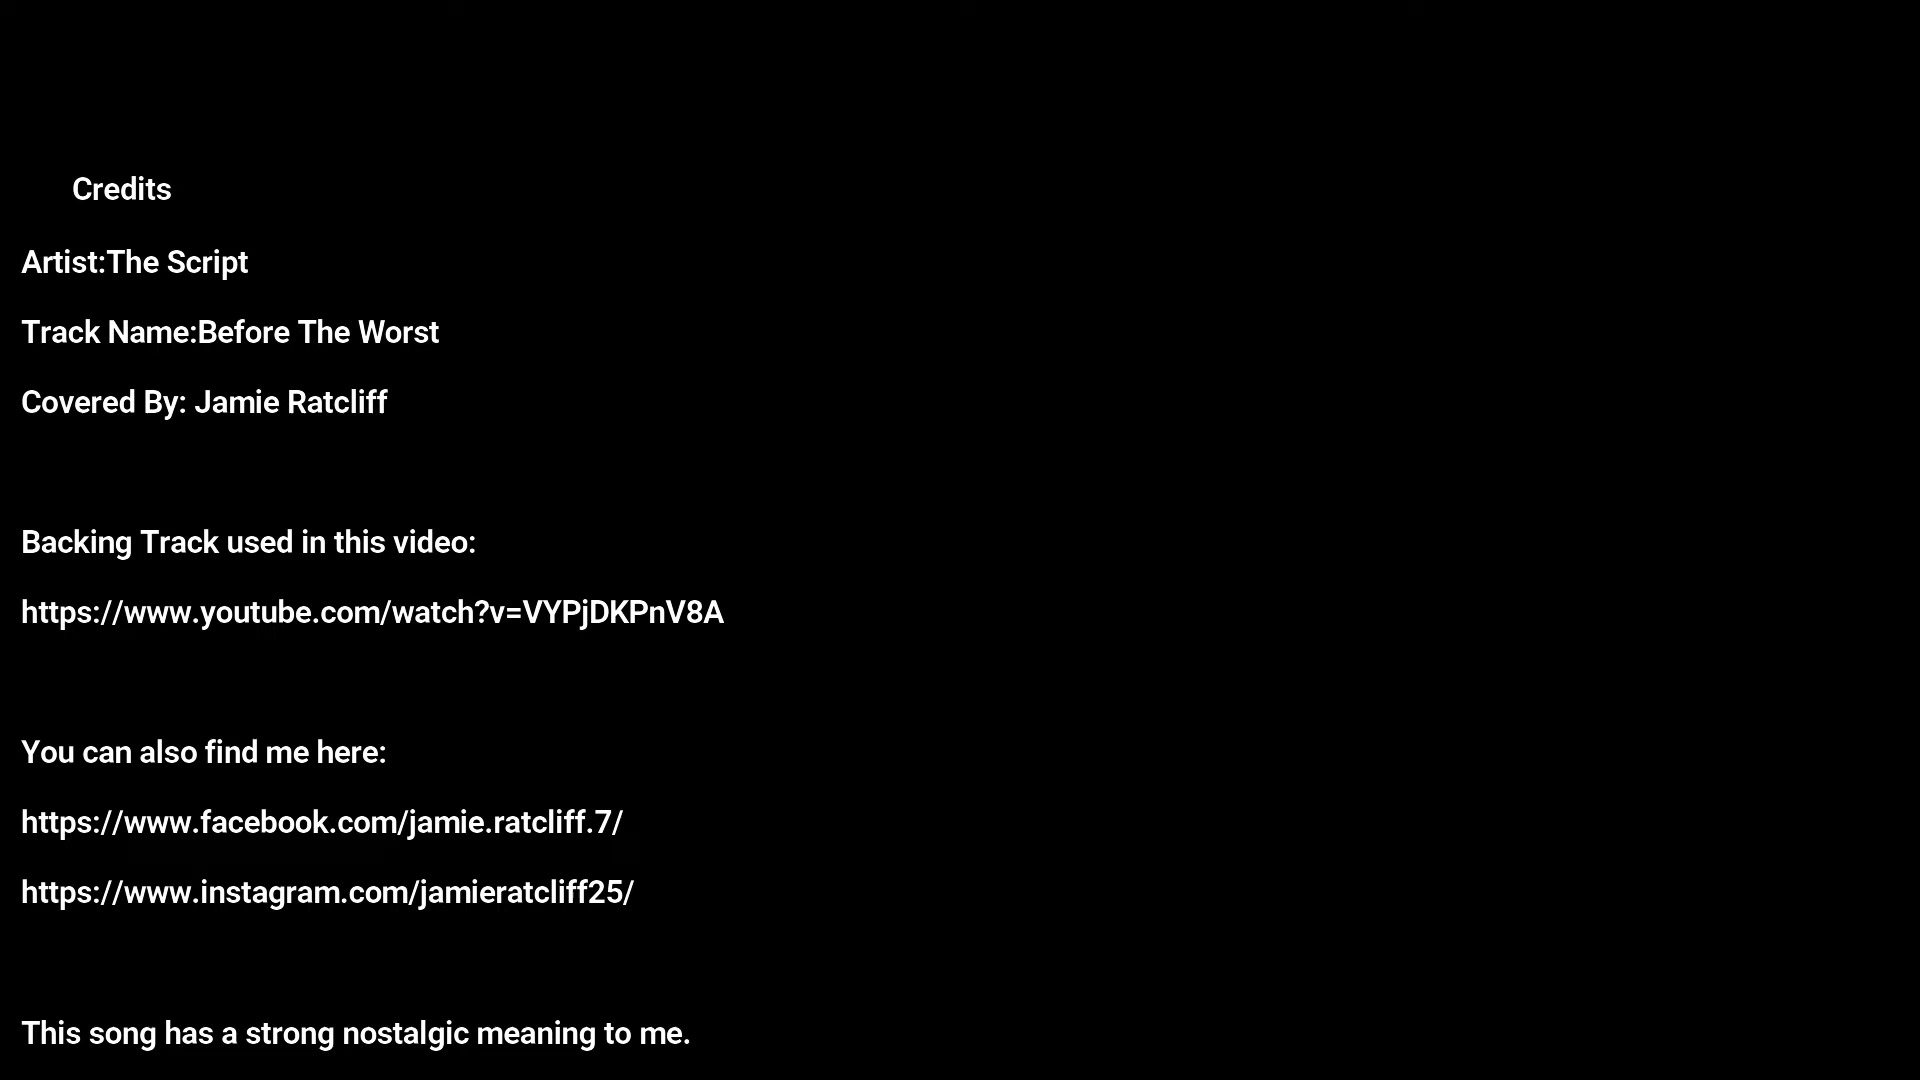 Credits
Artist:The Script
Track Name:Before The Worst
Covered By: Jamie Ratcliff
Backing Track used in this video:
https://www.youtube.com/watch?v=VYPjDKPnV8A
You can also find me here:
https://www.facebook.com/jamie.ratcliff.7/
https://www.instagram.com/jamieratcliff25/
This song has a strong nostalgic meaning to me.